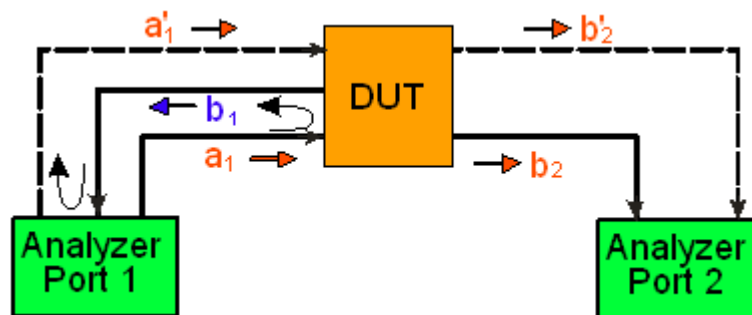 a'₁
b'₂
DUT
b₁
a₁
b₂
Analyzer
Port 1
Analyzer
Port 2